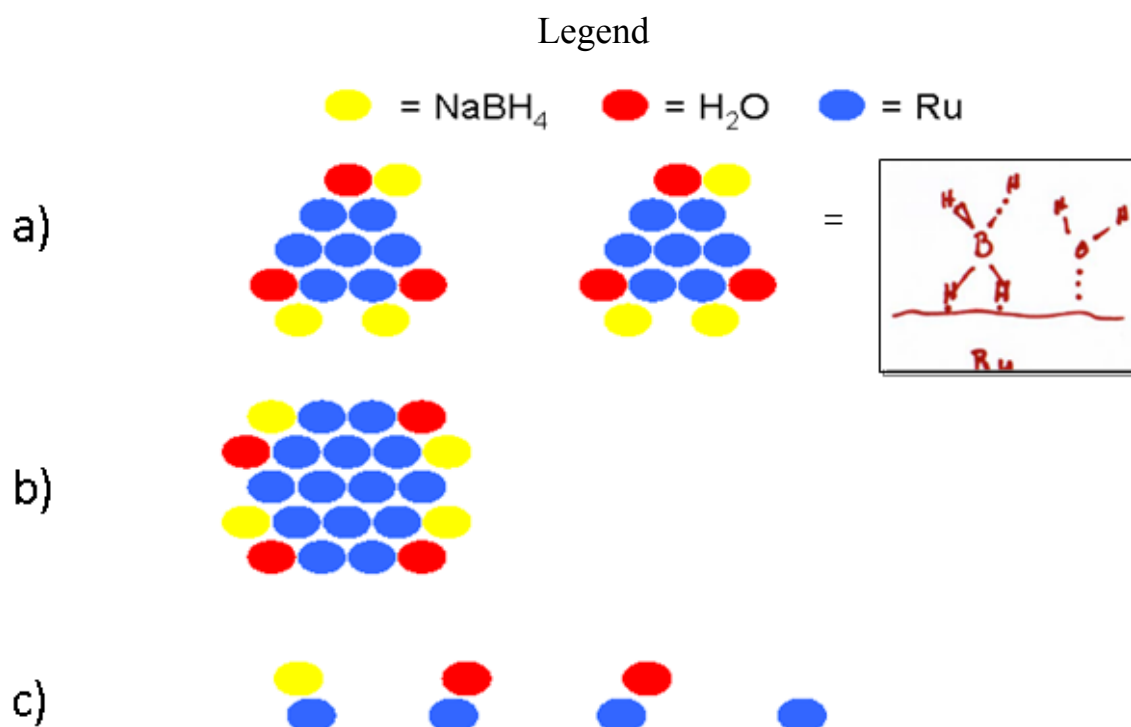 Legend
= NaBH₄ = H₂O = Ru
a)
=
H H
H H
B O
H H
Ru
b)
c)